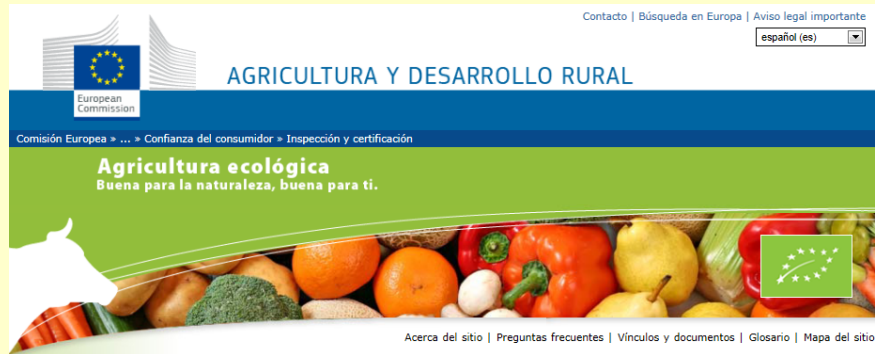 Contacto | Búsqueda en Europa | Aviso legal importante
español (es)
AGRICULTURA Y DESARROLLO RURAL
European
Commission
Comisión Europea » ... » Confianza del consumidor » Inspección y certificación
Agricultura ecológica
Buena para la naturaleza, buena para ti.
Acerca del sitio | Preguntas frecuentes | Vínculos y documentos | Glosario | Mapa del sitio